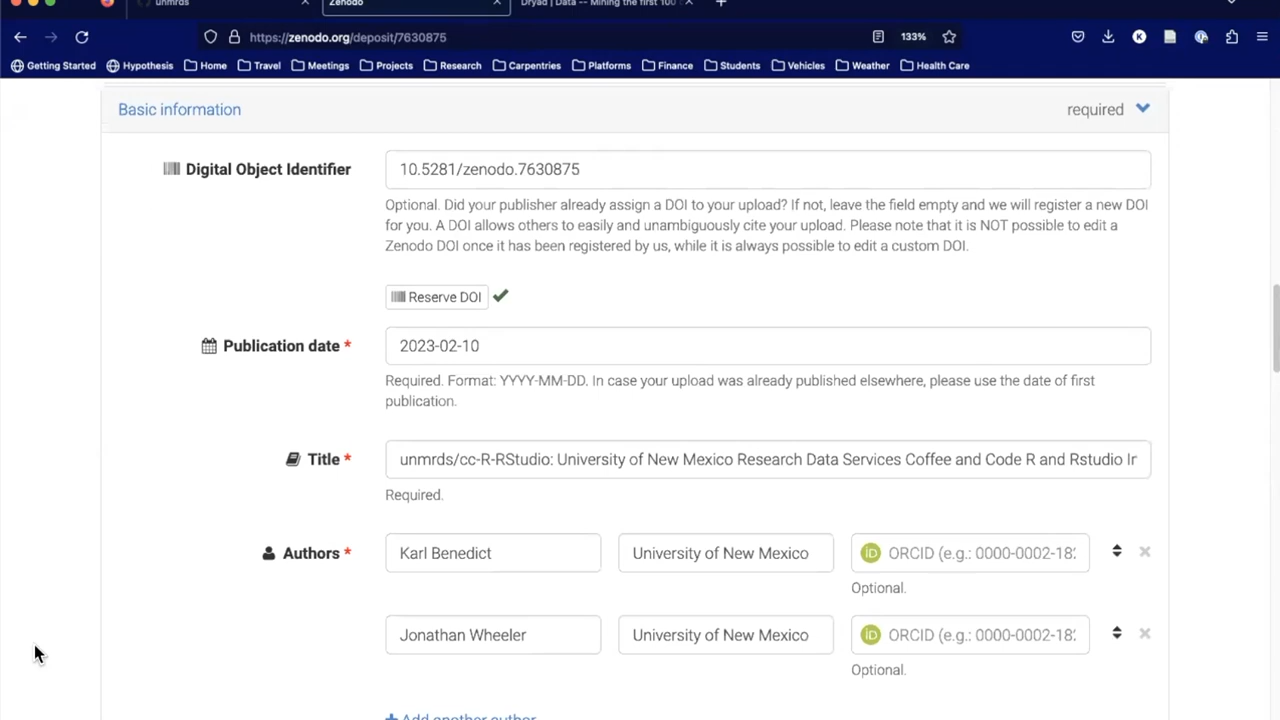 unmrds
Zenodo
Dryad | Data -- Mining the first 100
https://zenodo.org/deposit/7630875
133%
Getting Started Hypothesis Home Travel Meetings Projects Research Carpentries Platforms Finance Students Vehicles Weather Health Care
Basic information
required
Digital Object Identifier
10.5281/zenodo.7630875
Optional. Did your publisher already assign a DOI to your upload? If not, leave the field empty and we will register a new DOI
for you. A DOI allows others to easily and unambiguously cite your upload. Please note that it is NOT possible to edit a
Zenodo DOI once it has been registered by us, while it is always possible to edit a custom DOI.
Reserve DOI
Publication date *
2023-02-10
Required. Format: YYYY-MM-DD. In case your upload was already published elsewhere, please use the date of first
publication.
Title *
unmrds/cc-R-RStudio: University of New Mexico Research Data Services Coffee and Code R and Rstudio Ir
Required.
Authors *
Karl Benedict
University of New Mexico
iD ORCID (e.g.: 0000-0002-18
Optional.
Jonathan Wheeler
University of New Mexico
iD ORCID (e.g.: 0000-0002-18
Optional.
Add another author